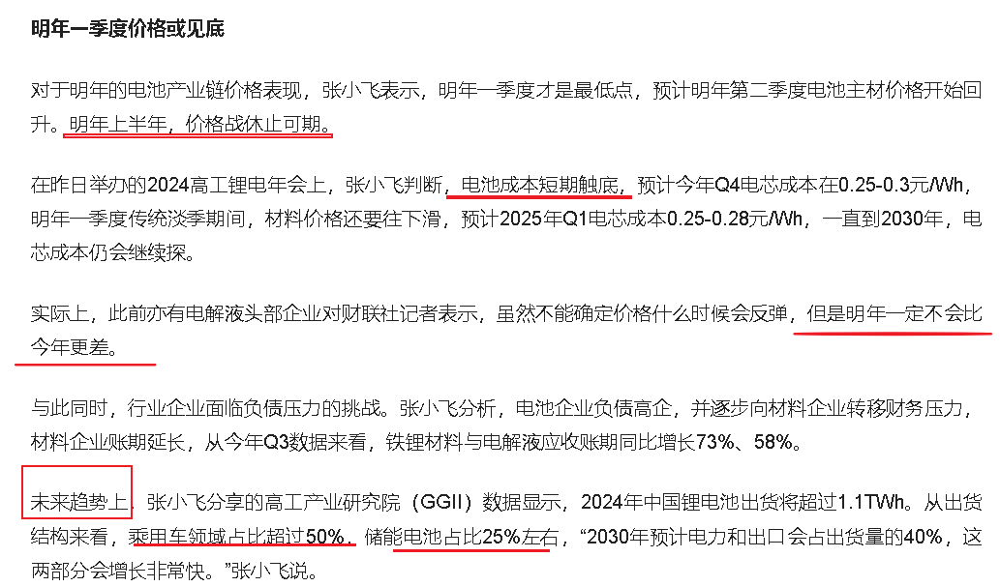 明年一季度价格或见底
对于明年的电池产业链价格表现，张小飞表示，明年一季度才是最低点，预计明年第二季度电池主材价格开始回
升。明年上半年，价格战休止可期。
在昨日举办的2024高工锂电年会上，张小飞判断，电池成本短期触底，预计今年Q4电芯成本在0.25-0.3元/Wh，
明年一季度传统淡季期间，材料价格还要往下滑，预计2025年Q1电芯成本0.25-0.28元/Wh，一直到2030年，电
芯成本仍会继续探。
实际上，此前亦有电解液头部企业对财联社记者表示，虽然不能确定价格什么时候会反弹，但是明年一定不会比
今年更差。
与此同时，行业企业面临负债压力的挑战。张小飞分析，电池企业负债高企，并逐步向材料企业转移财务压力，
材料企业账期延长，从今年Q3数据来看，铁锂材料与电解液应收账期同比增长73%、58%。
未来趋势上，张小飞分享的高工产业研究院（GGII）数据显示，2024年中国锂电池出货将超过1.1TWh。从出货
结构来看，乘用车领域占比超过50%，储能电池占比25%左右，“2030年预计电力和出口会占出货量的40%，这
两部分会增长非常快。”张小飞说。